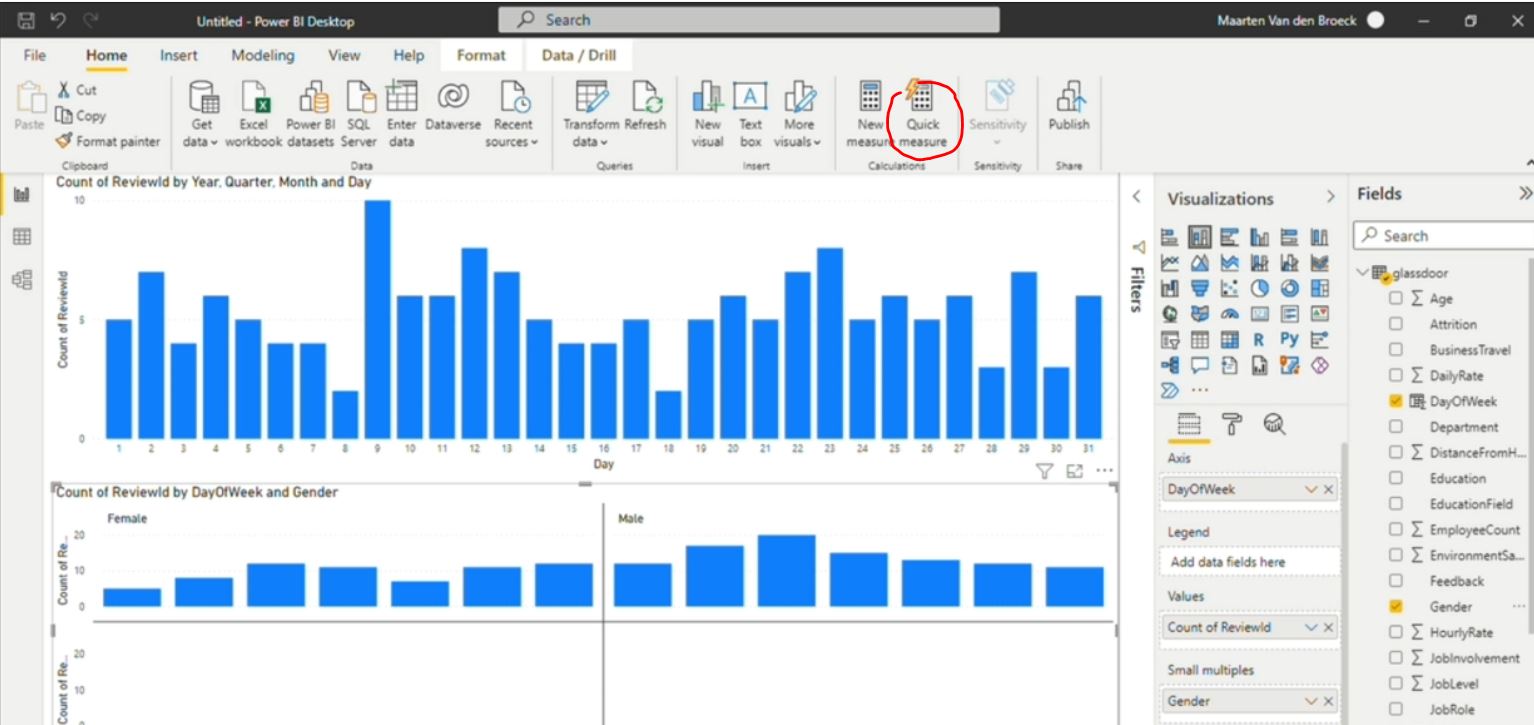 Untitled - Power BI Desktop
Search
Maarten Van den Broeck
File Home Insert Modeling View Help Format Data / Drill
Paste
Cut
Copy
Format painter
Clipboard
Get data
Excel workbook
Power BI datasets
SQL Server
Enter data
Dataverse
Recent sources
Data
Transform data
Refresh
Queries
New visual
Text box
More visuals
Insert
New measure
Quick measure
Calculations
Sensitivity
Sensitivity
Publish
Share
Count of ReviewId by Year, Quarter, Month and Day
Count of ReviewId
10
5
0
1 2 3 4 5 6 7 8 9 10 11 12 13 14 15 16 17 18 19 20 21 22 23 24 25 26 27 28 29 30 31
Day
Count of ReviewId by DayOfWeek and Gender
Female Male
Count of Re...
20
10
0
Count of Re...
20
10
0
Filters
Visualizations
R Py
Axis
DayOfWeek
Legend
Add data fields here
Values
Count of ReviewId
Small multiples
Gender
Fields
Search
glassdoor
Age
Attrition
BusinessTravel
DailyRate
DayOfWeek
Department
DistanceFromH...
Education
EducationField
EmployeeCount
EnvironmentSa...
Feedback
Gender
HourlyRate
JobInvolvement
JobLevel
JobRole